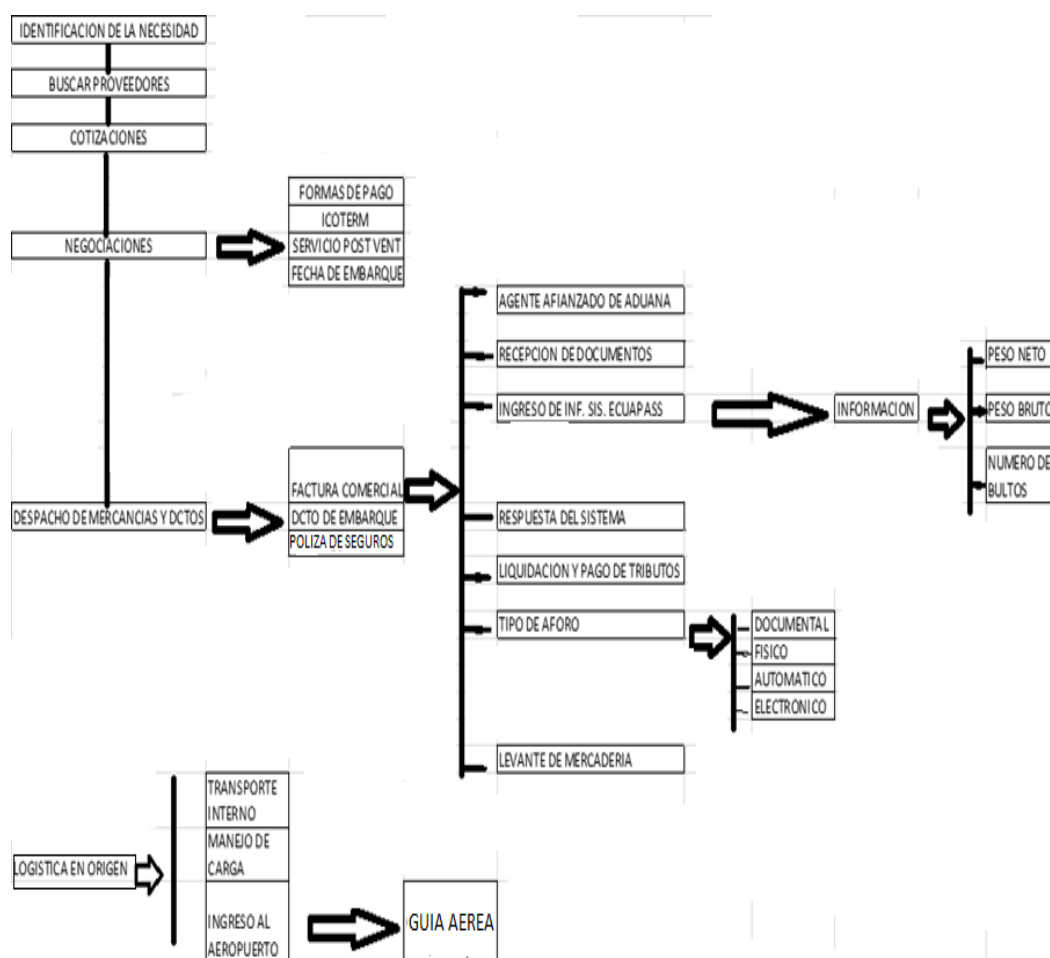 IDENTIFICACION DE LA NECESIDAD
BUSCAR PROVEEDORES
COTIZACIONES
NEGOCIACIONES
FORMAS DE PAGO
ICOTERM
SERVICIO POST VENT
FECHA DE EMBARQUE
DESPACHO DE MERCANCIAS Y DCTOS
FACTURA COMERCIAL
DCTO DE EMBARQUE
POLIZA DE SEGUROS
AGENTE AFIANZADO DE ADUANA
RECEPCION DE DOCUMENTOS
INGRESO DE INF. SIS. ECUAPASS
INFORMACION
PESO NETO
PESO BRUTO
NUMERO DE
BULTOS
RESPUESTA DEL SISTEMA
LIQUIDACION Y PAGO DE TRIBUTOS
TIPO DE AFORO
DOCUMENTAL
FISICO
AUTOMATICO
ELECTRONICO
LEVANTE DE MERCADERIA
LOGISTICA EN ORIGEN
TRANSPORTE
INTERNO
MANEJO DE
CARGA
INGRESO AL
AEROPUERTO
GUIA AEREA